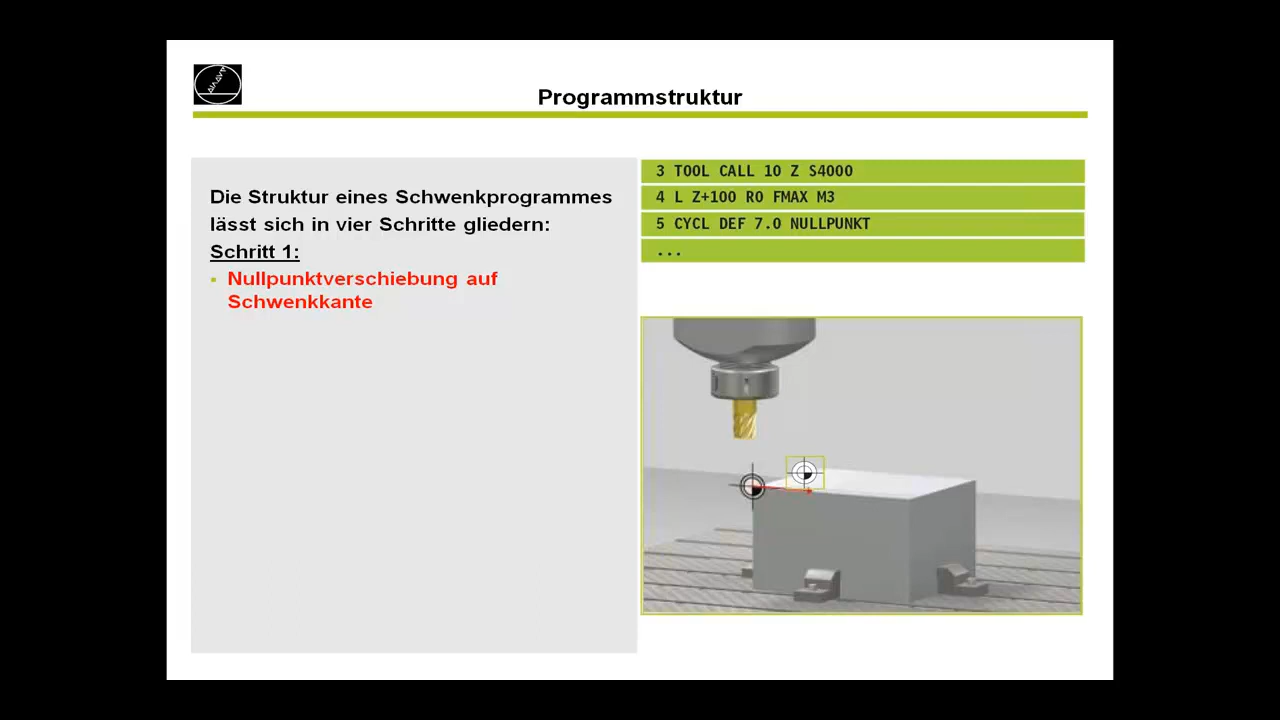 Programmstruktur
Die Struktur eines Schwenkprogrammes
lässt sich in vier Schritte gliedern:
Schritt 1:
Nullpunktverschiebung auf
Schwenkkante
3 TOOL CALL 10 Z S4000
4 L Z+100 R0 FMAX M3
5 CYCL DEF 7.0 NULLPUNKT
...